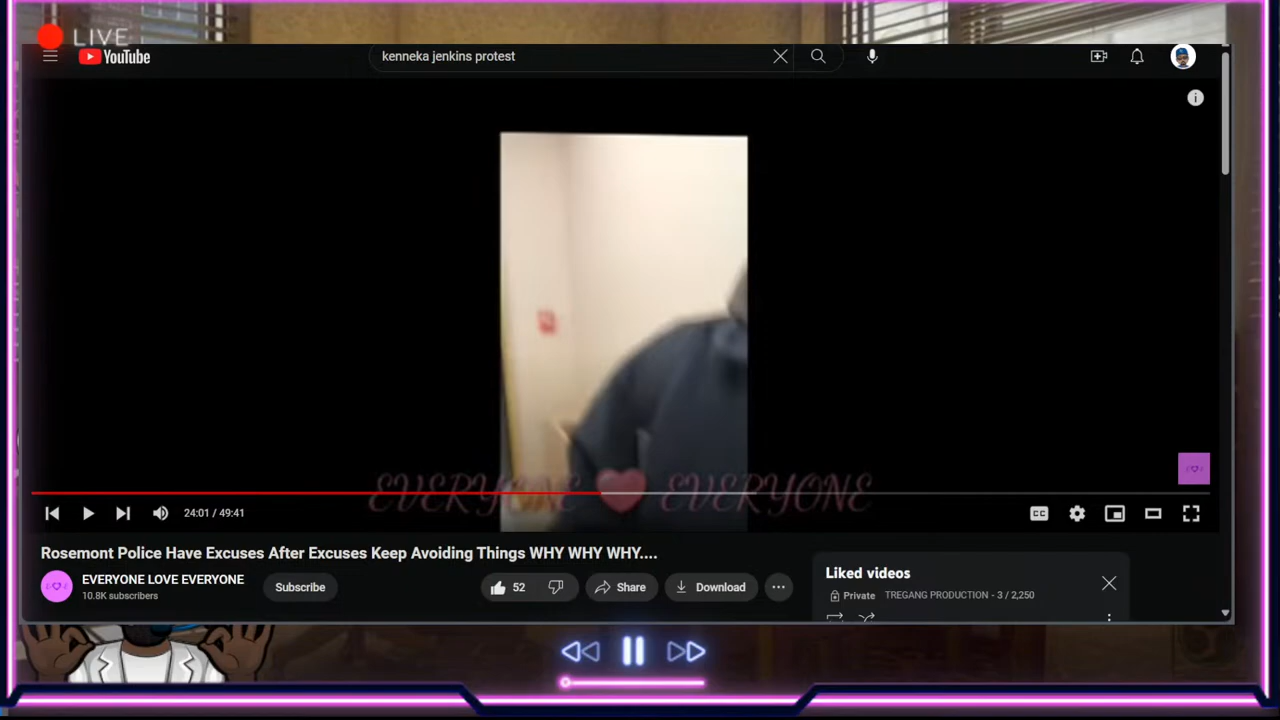 LIVE
YouTube
kenneka jenkins protest
EVERYONE ❤ EVERYONE
24:01 / 49:41
CC
Rosemont Police Have Excuses After Excuses Keep Avoiding Things WHY WHY WHY....
EVERYONE LOVE EVERYONE
10.8K subscribers
Subscribe
52
Share
Download
Liked videos
Private TREGANG PRODUCTION - 3 / 2,250